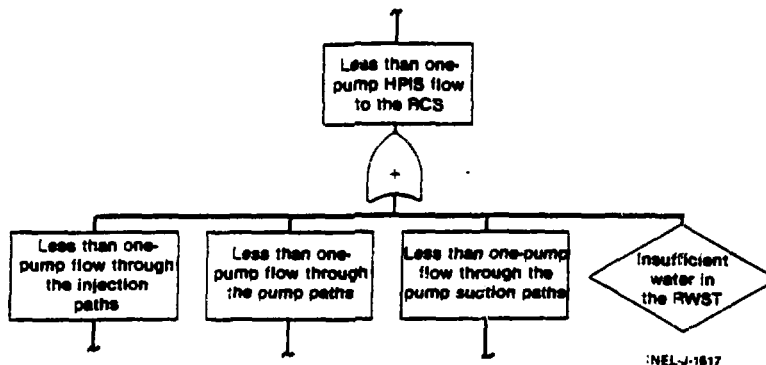 Less than one-
pump HPIS flow
to the RCS
+
Less than one-
pump flow through
the injection
paths
Less than one-
pump flow through
the pump paths
Less than one-pump
flow through the
pump suction paths
Insufficient
water in
the RWST
INEL-J-1617